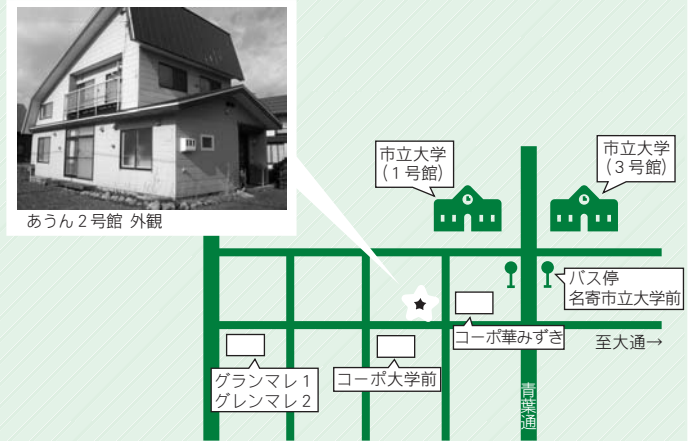 あうん2号館 外観
市立大学
(1号館)
市立大学
(3号館)
バス停
名寄市立大学前
コーポ華みずき
至大通→
グランマレ1
グレンマレ2
コーポ大学前
青葉通